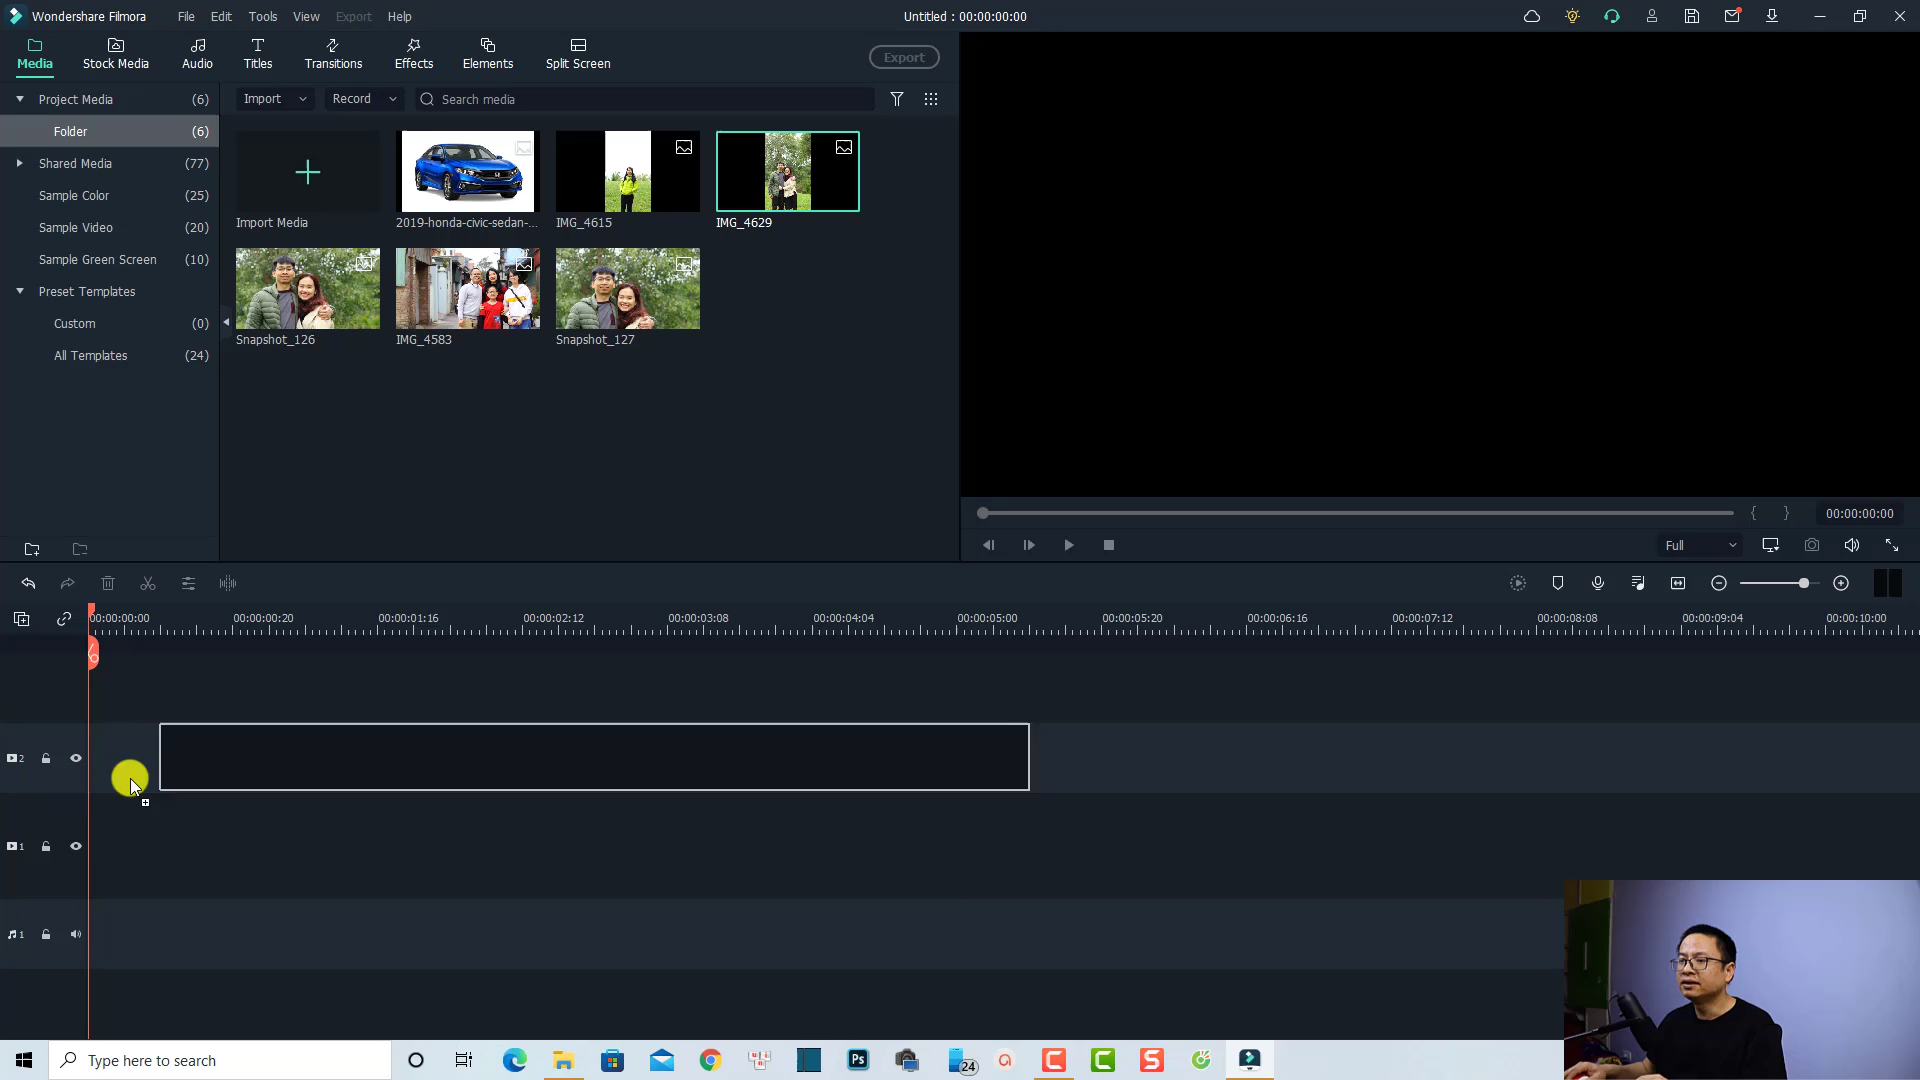 Wondershare Filmora File Edit Tools View Export Help Untitled : 00:00:00:00
Media Stock Media Audio Titles Transitions Effects Elements Split Screen Export
Project Media (6) Import Record Search media
Folder (6)
Shared Media (77)
Sample Color (25)
Sample Video (20)
Sample Green Screen (10)
Preset Templates
Custom (0)
All Templates (24)
Import Media 2019-honda-civic-sedan-... IMG_4615 IMG_4629
Snapshot_126 IMG_4583 Snapshot_127
{ } 00:00:00:00
Full
00:00:00:00 00:00:00:20 00:00:01:16 00:00:02:12 00:00:03:08 00:00:04:04 00:00:05:00 00:00:05:20 00:00:06:16 00:00:07:12 00:00:08:08 00:00:09:04 00:00:10:00
2
1
1
Type here to search Ps 24 C C S